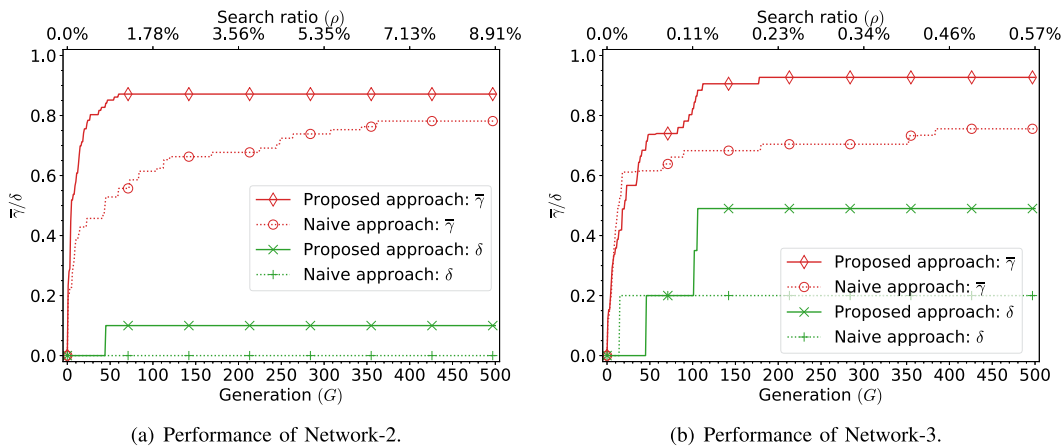 Search ratio (ρ)
0.0% 1.78% 3.56% 5.35% 7.13% 8.91%
1.0
0.8
0.6
0.4
0.2
0.0
γ̅/δ
Proposed approach: γ̅
Naive approach: γ̅
Proposed approach: δ
Naive approach: δ
0 50 100 150 200 250 300 350 400 450 500
Generation (G)
(a) Performance of Network-2.
Search ratio (ρ)
0.0% 0.11% 0.23% 0.34% 0.46% 0.57%
1.0
0.8
0.6
0.4
0.2
0.0
γ̅/δ
Proposed approach: γ̅
Naive approach: γ̅
Proposed approach: δ
Naive approach: δ
0 50 100 150 200 250 300 350 400 450 500
Generation (G)
(b) Performance of Network-3.